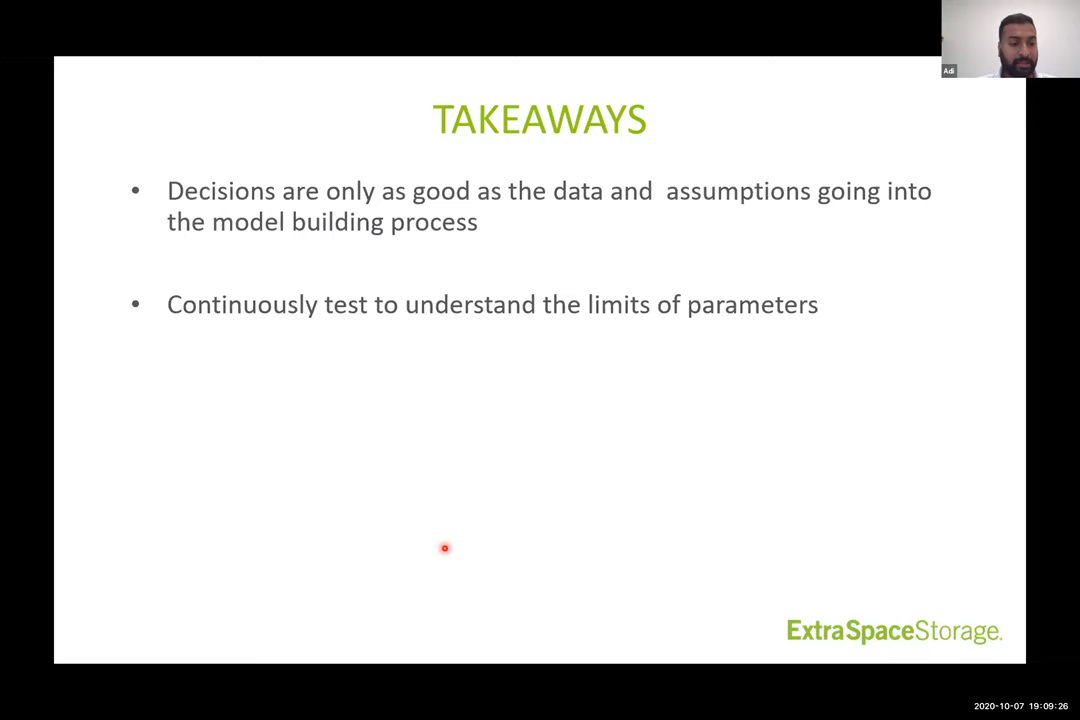 Adi
TAKEAWAYS
• Decisions are only as good as the data and  assumptions going into
the model building process
• Continuously test to understand the limits of parameters
ExtraSpaceStorage.
2020-10-07 19:09:26